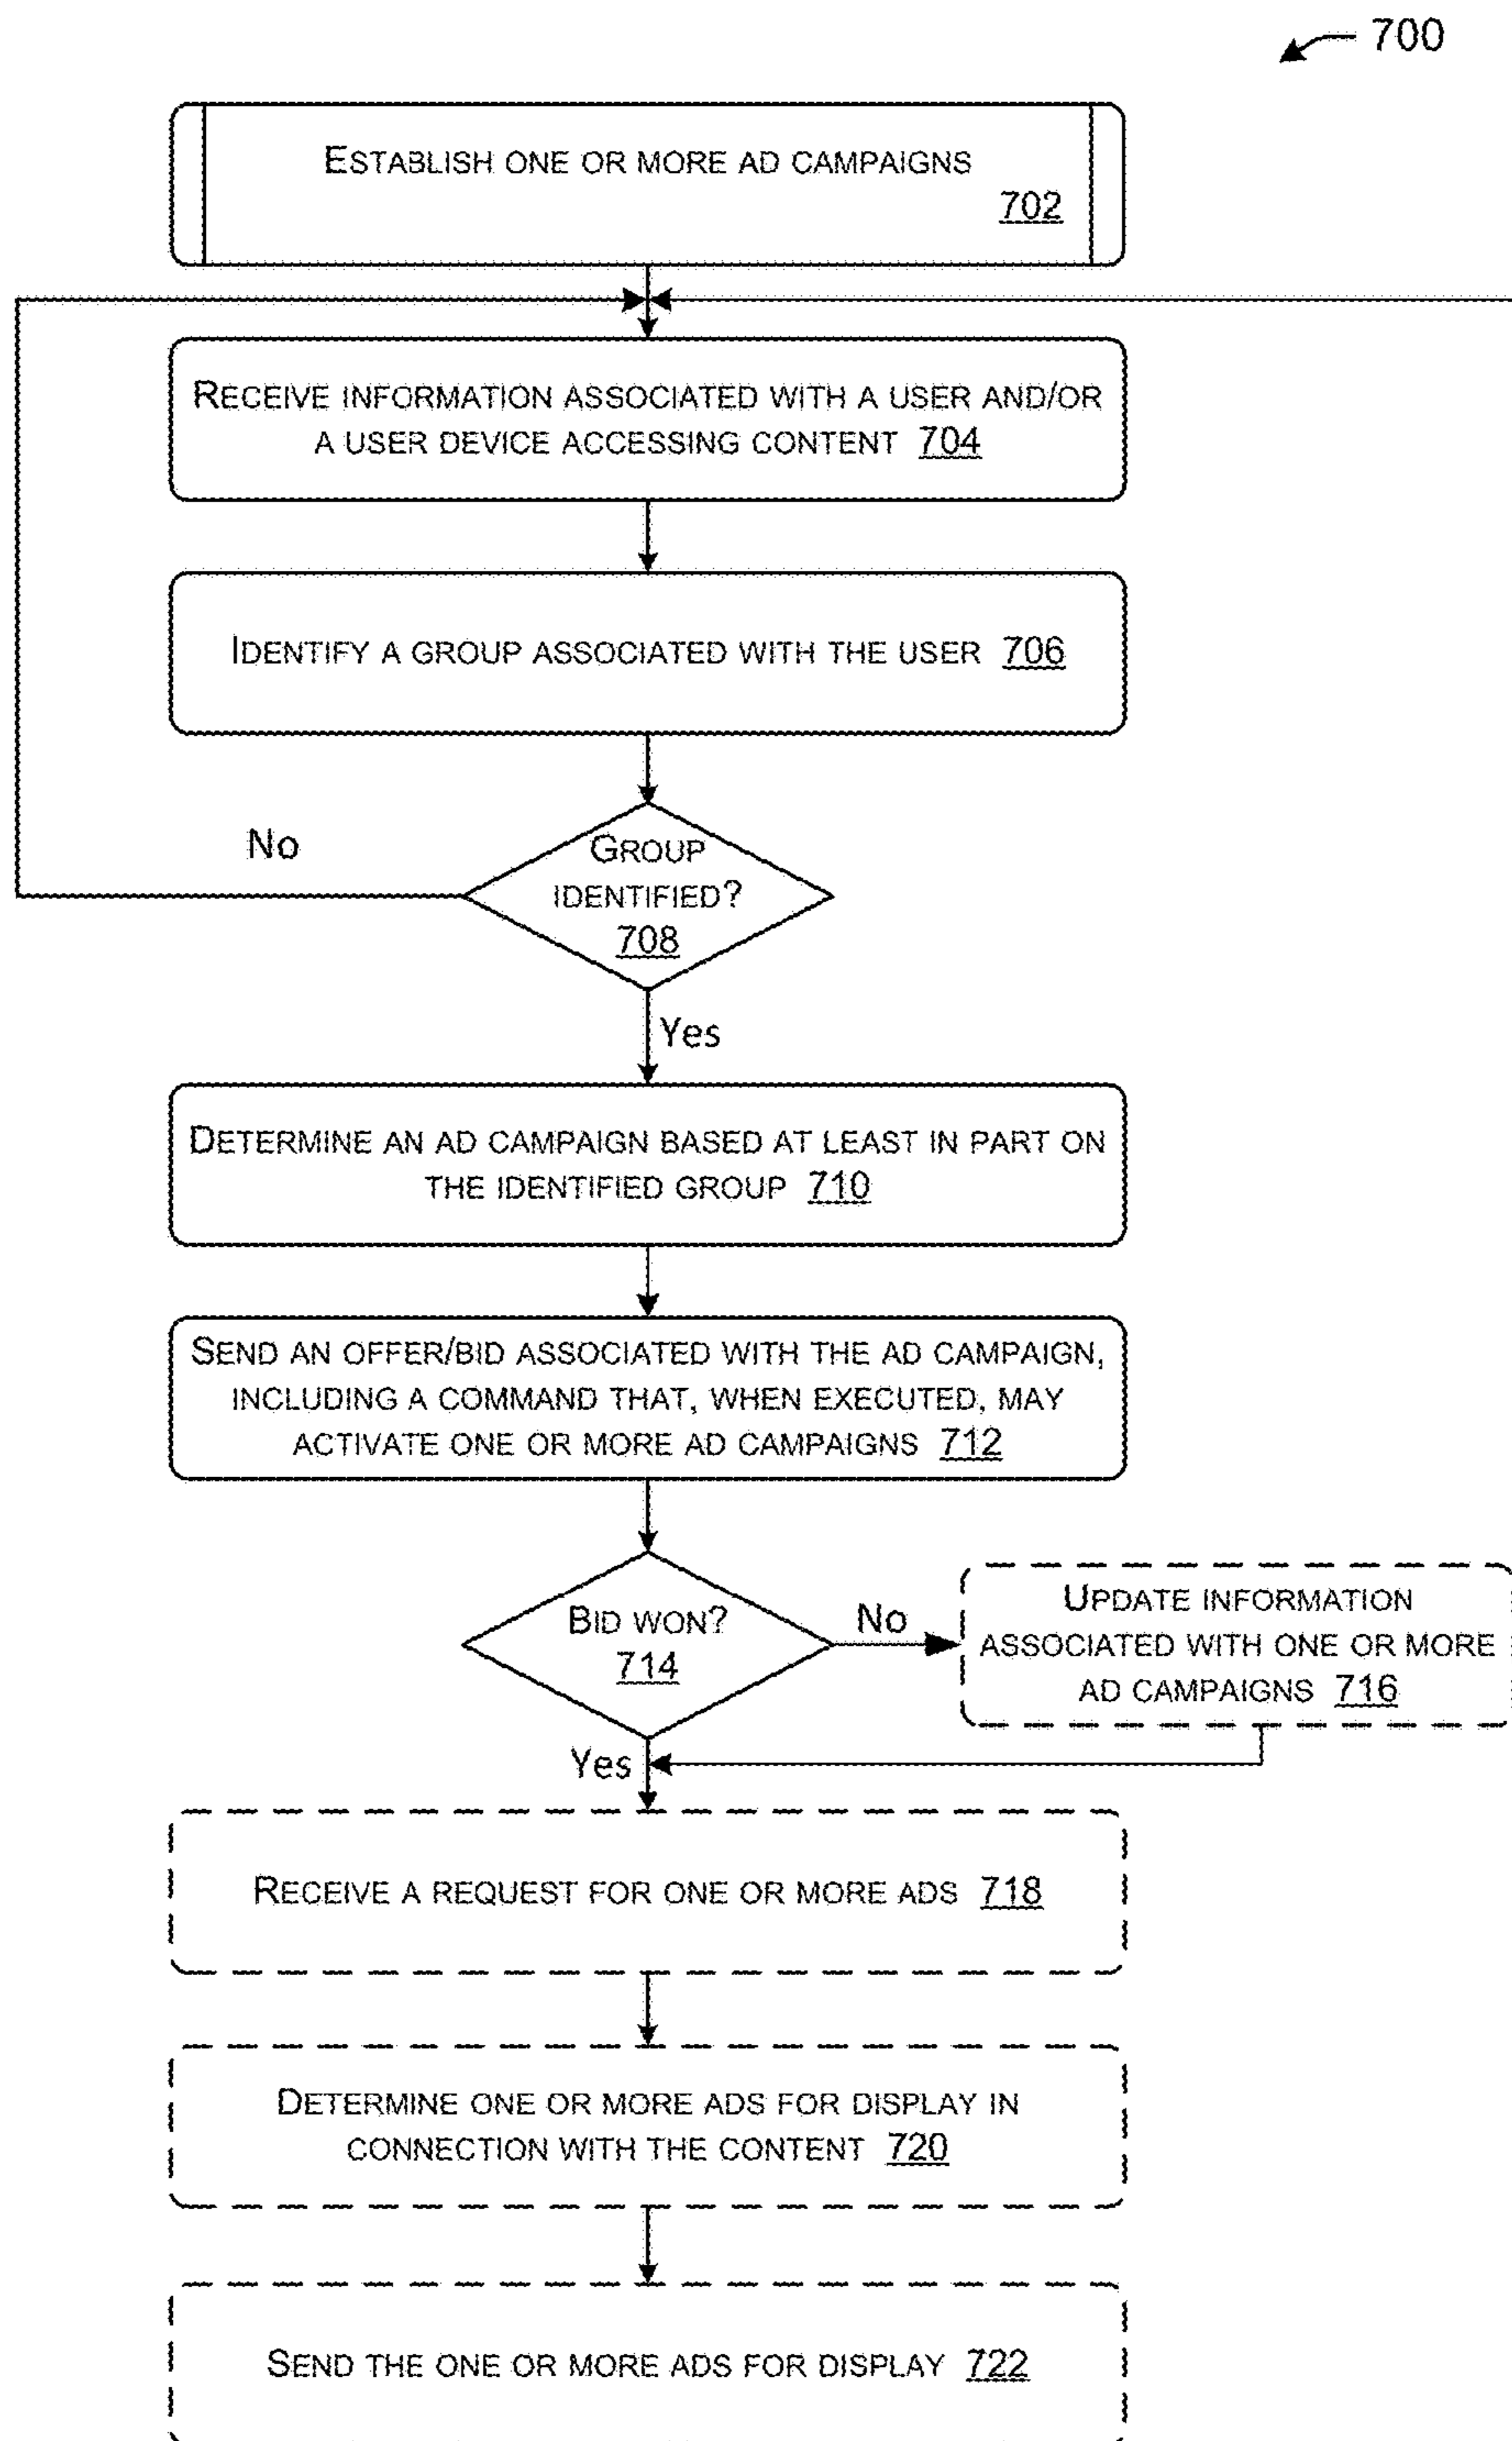 700
ESTABLISH ONE OR MORE AD CAMPAIGNS
702
RECEIVE INFORMATION ASSOCIATED WITH A USER AND/OR
A USER DEVICE ACCESSING CONTENT 704
IDENTIFY A GROUP ASSOCIATED WITH THE USER 706
No
GROUP
IDENTIFIED?
708
Yes
DETERMINE AN AD CAMPAIGN BASED AT LEAST IN PART ON
THE IDENTIFIED GROUP 710
SEND AN OFFER/BID ASSOCIATED WITH THE AD CAMPAIGN,
INCLUDING A COMMAND THAT, WHEN EXECUTED, MAY
ACTIVATE ONE OR MORE AD CAMPAIGNS 712
BID WON?
714
No
UPDATE INFORMATION
ASSOCIATED WITH ONE OR MORE
AD CAMPAIGNS 716
Yes
RECEIVE A REQUEST FOR ONE OR MORE ADS 718
DETERMINE ONE OR MORE ADS FOR DISPLAY IN
CONNECTION WITH THE CONTENT 720
SEND THE ONE OR MORE ADS FOR DISPLAY 722